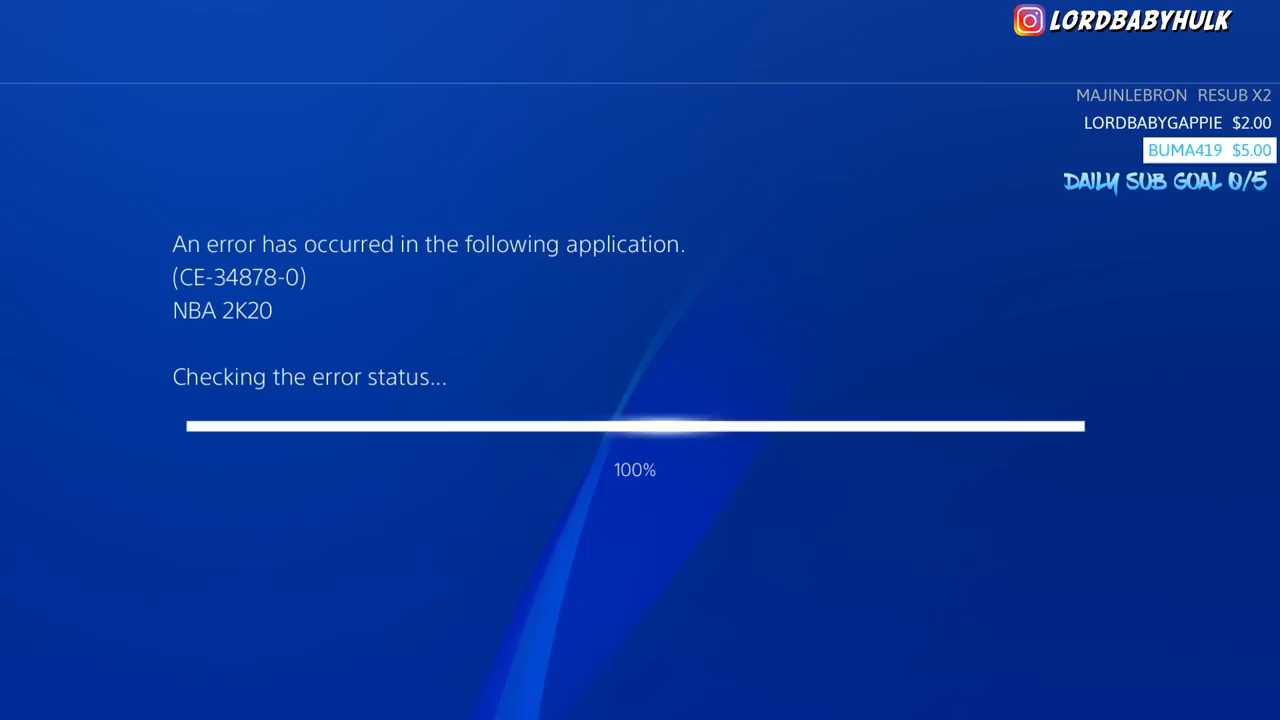 LORDBABYHULK
MAJINLEBRON RESUB X2
LORDBABYGAPPIE $2.00
BUMA419 $5.00
DAILY SUB GOAL 0/5
An error has occurred in the following application.
(CE-34878-0)
NBA 2K20
Checking the error status...
100%